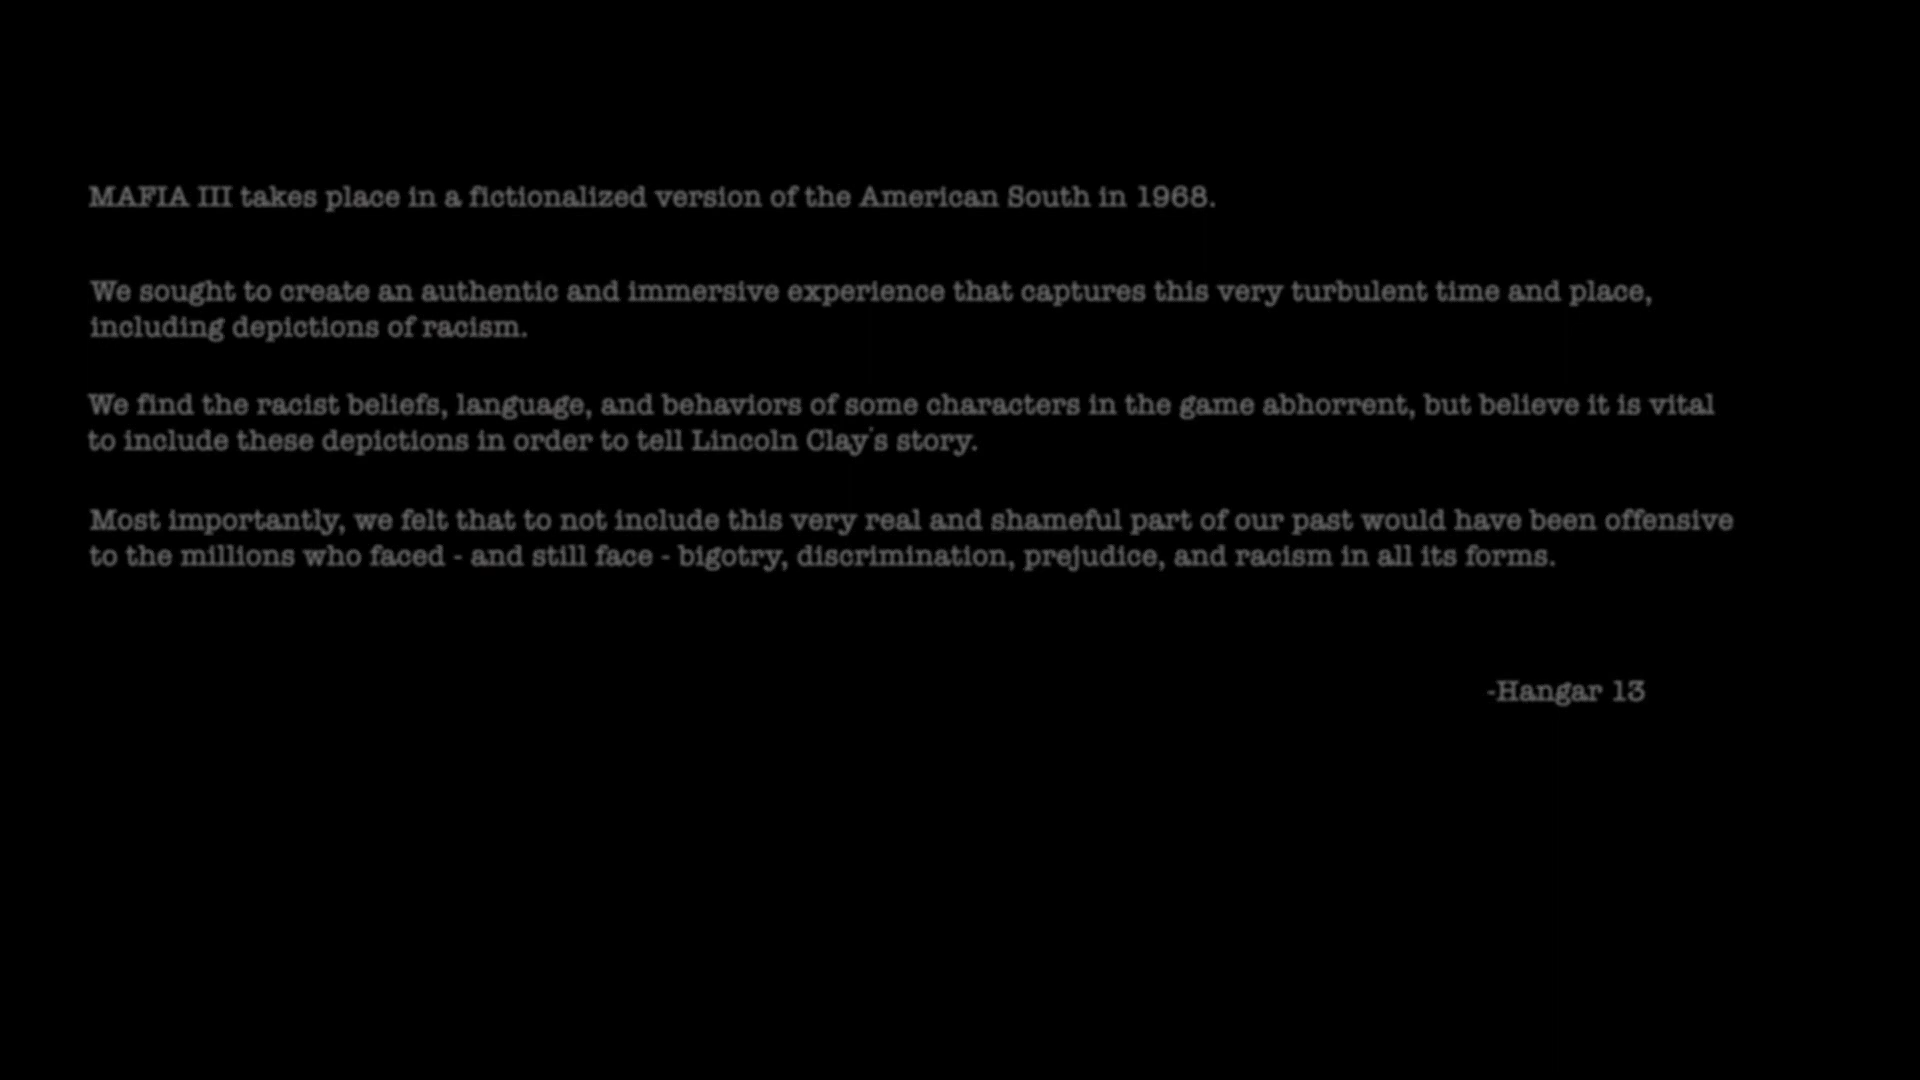 MAFIA III takes place in a fictionalized version of the American South in 1968.
We sought to create an authentic and immersive experience that captures this very turbulent time and place,
including depictions of racism.
We find the racist beliefs, language, and behaviors of some characters in the game abhorrent, but believe it is vital
to include these depictions in order to tell Lincoln Clay's story.
Most importantly, we felt that to not include this very real and shameful part of our past would have been offensive
to the millions who faced - and still face - bigotry, discrimination, prejudice, and racism in all its forms.
-Hangar 13